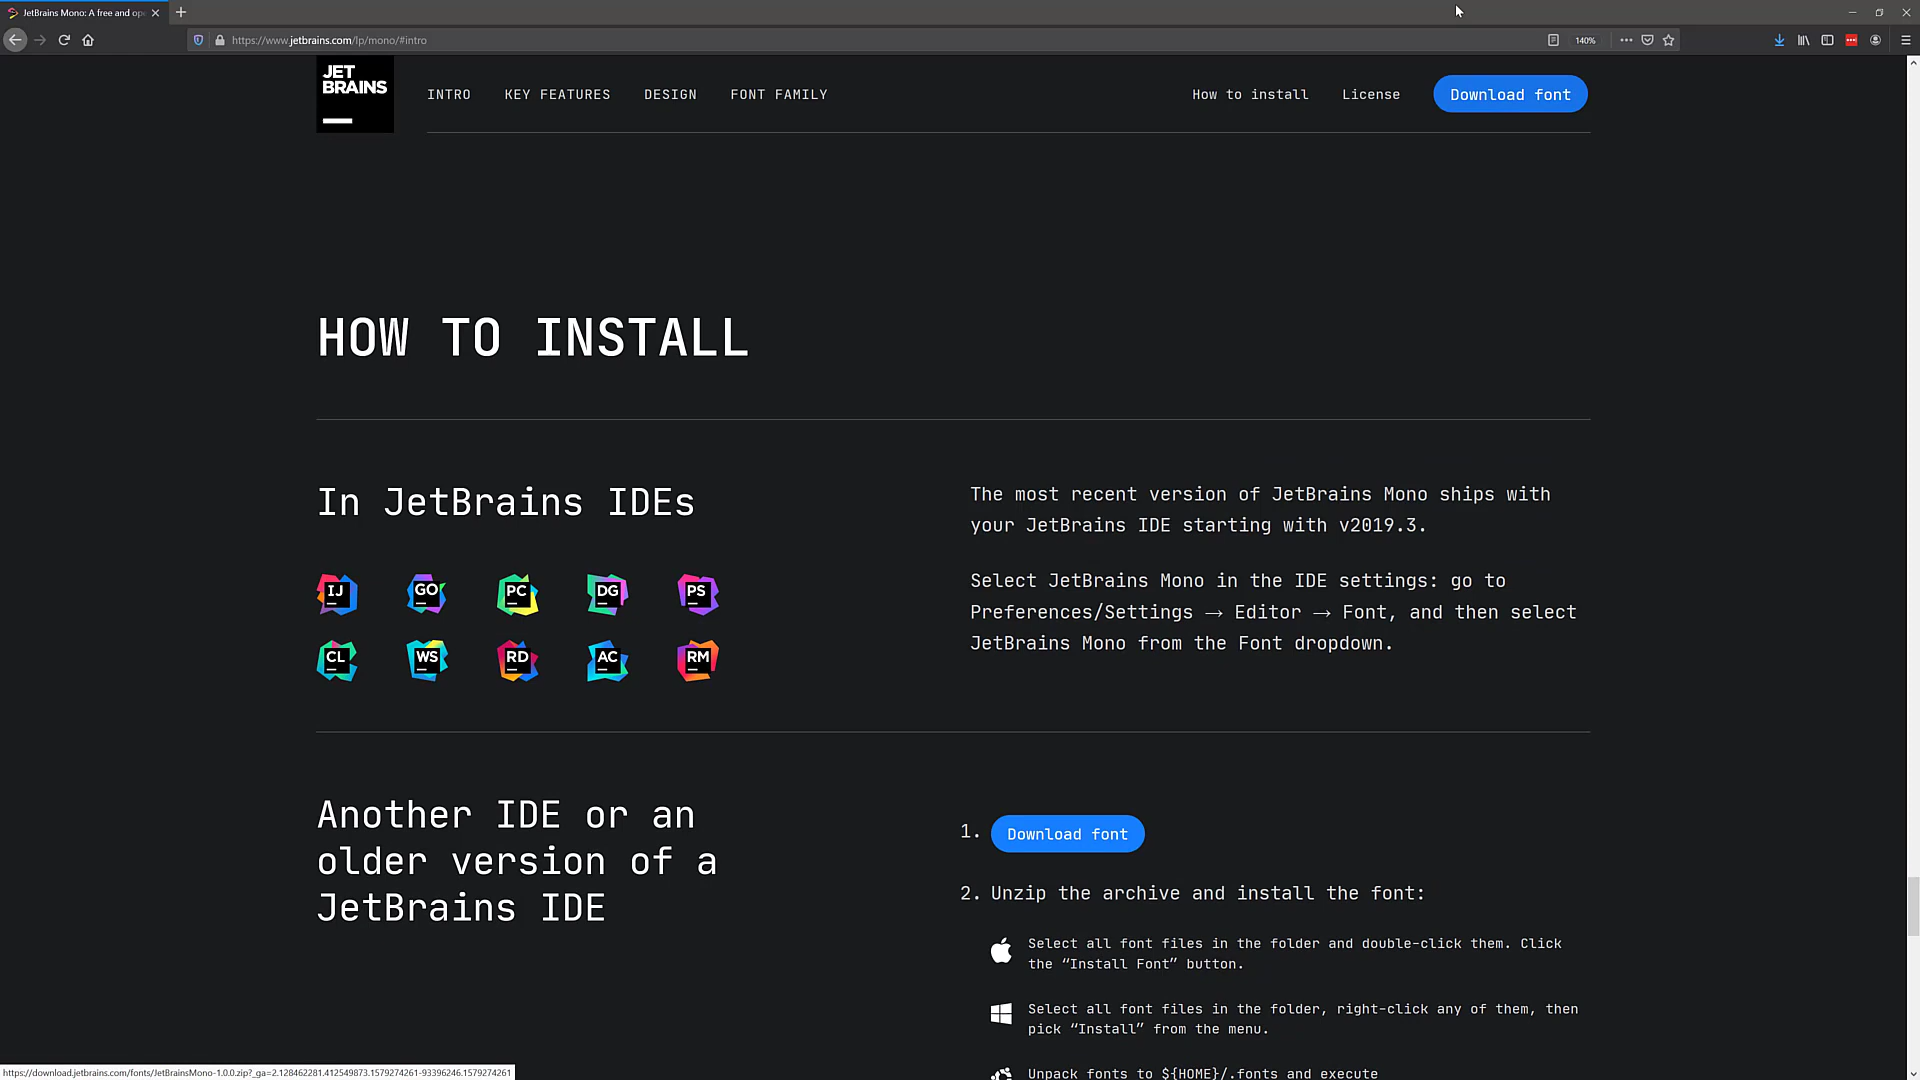 JetBrains Mono: A free and ope
https://www.jetbrains.com/lp/mono/#intro
140%
JET
BRAINS
INTRO
KEY FEATURES
DESIGN
FONT FAMILY
How to install
License
Download font
HOW TO INSTALL
In JetBrains IDEs
IJ
GO
PC
DG
PS
CL
WS
RD
AC
RM
The most recent version of JetBrains Mono ships with
your JetBrains IDE starting with v2019.3.
Select JetBrains Mono in the IDE settings: go to
Preferences/Settings → Editor → Font, and then select
JetBrains Mono from the Font dropdown.
Another IDE or an
older version of a
JetBrains IDE
1. Download font
2. Unzip the archive and install the font:
Select all font files in the folder and double-click them. Click
the “Install Font” button.
Select all font files in the folder, right-click any of them, then
pick “Install” from the menu.
Unpack fonts to ${HOME}/.fonts and execute
https://download.jetbrains.com/fonts/JetBrainsMono-1.0.0.zip?_ga=2.128462281.412549873.1579274261-93396246.1579274261